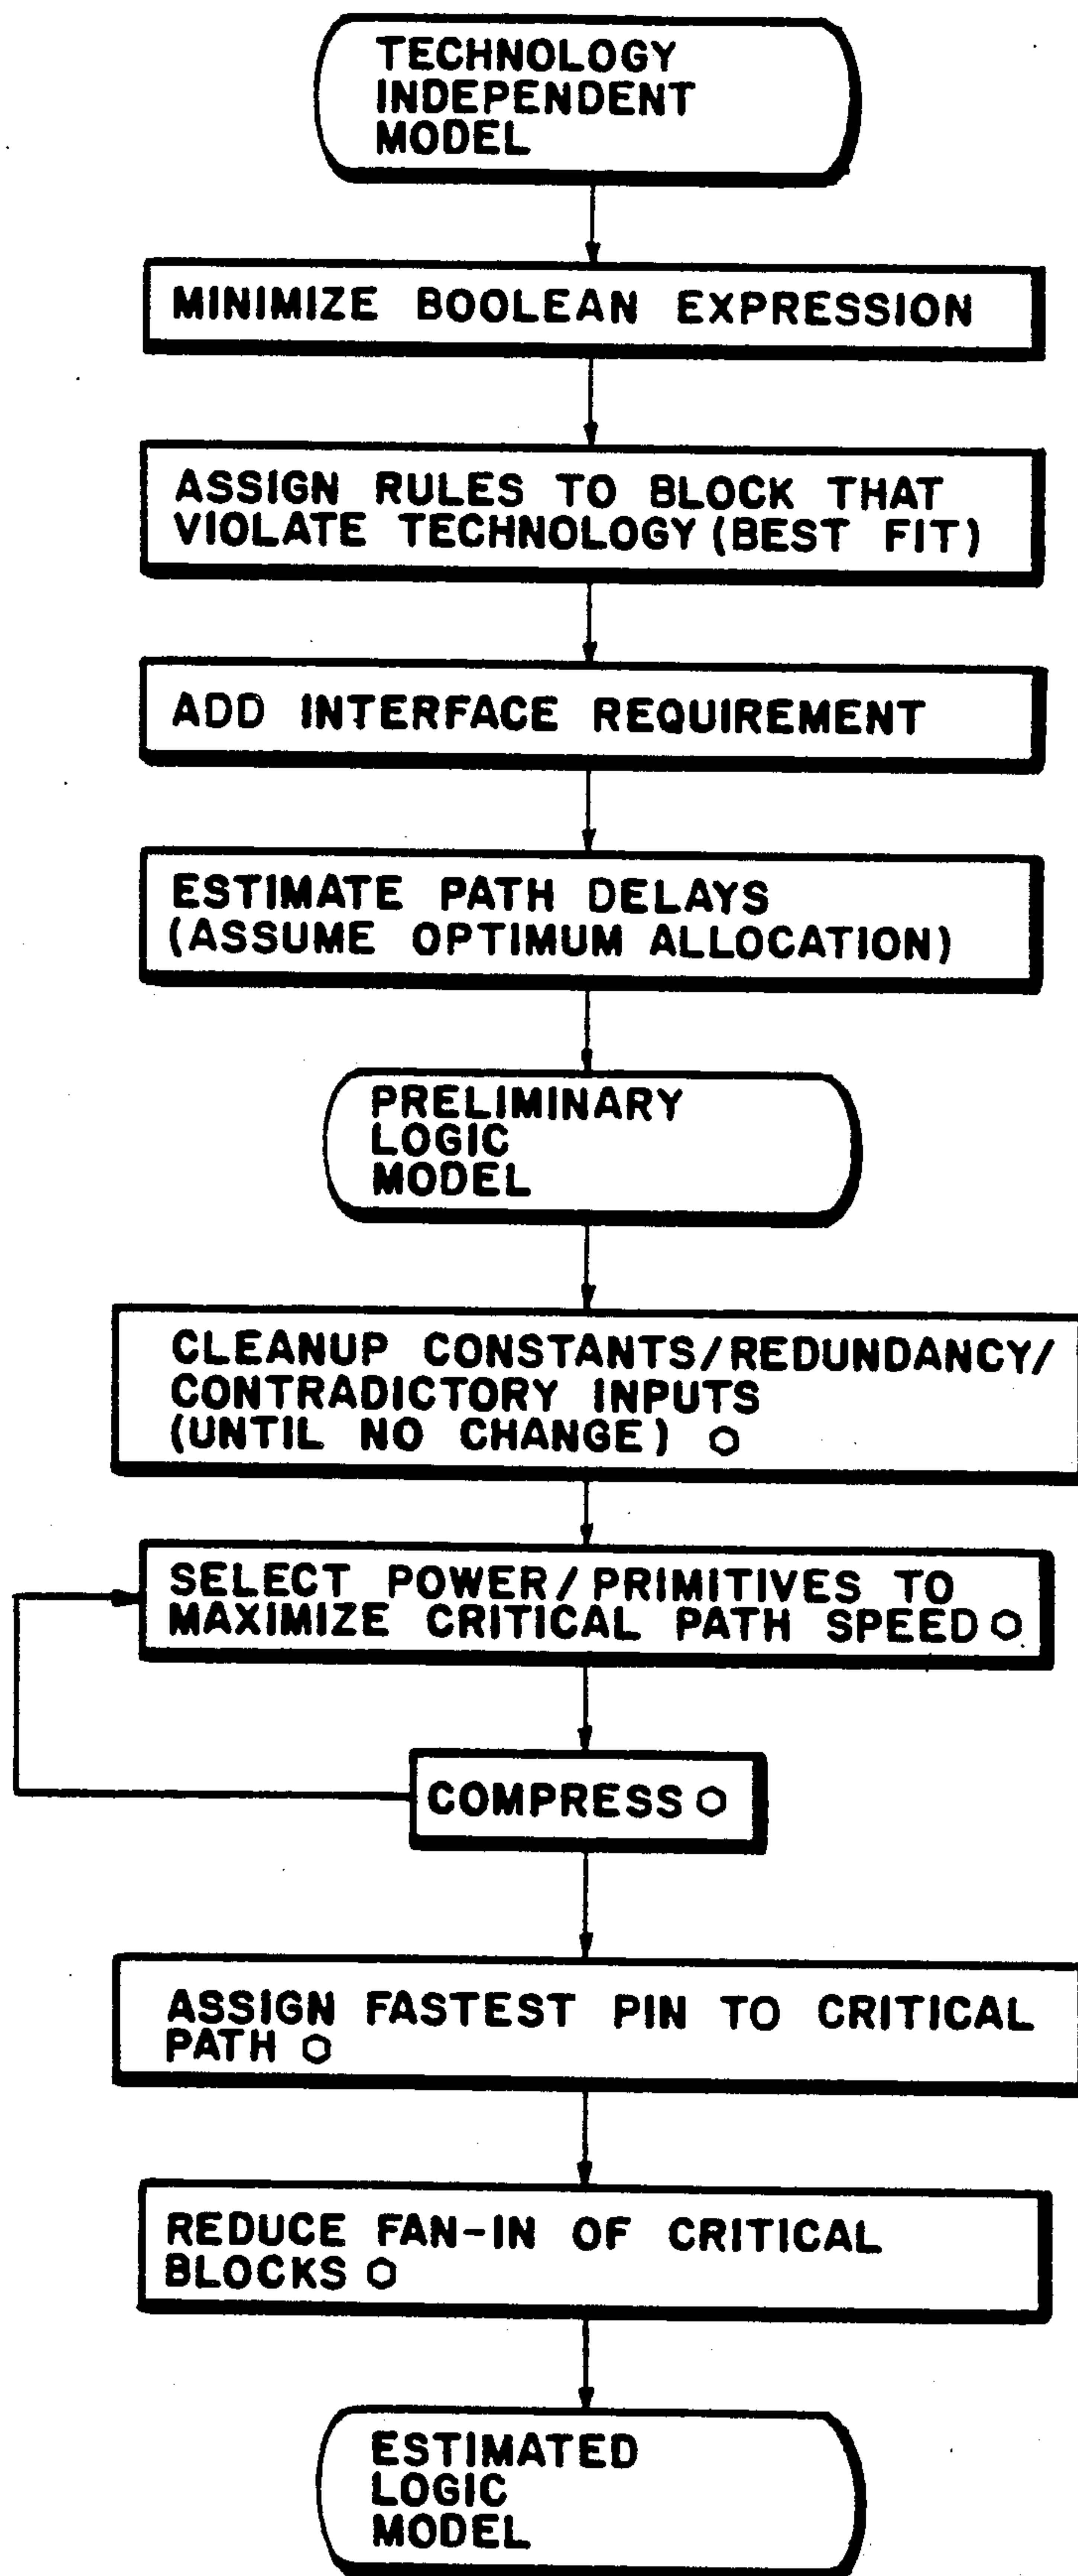 TECHNOLOGY
INDEPENDENT
MODEL
MINIMIZE BOOLEAN EXPRESSION
ASSIGN RULES TO BLOCK THAT
VIOLATE TECHNOLOGY (BEST FIT)
ADD INTERFACE REQUIREMENT
ESTIMATE PATH DELAYS
(ASSUME OPTIMUM ALLOCATION)
PRELIMINARY
LOGIC
MODEL
CLEANUP CONSTANTS/REDUNDANCY/
CONTRADICTORY INPUTS
(UNTIL NO CHANGE)
SELECT POWER/PRIMITIVES TO
MAXIMIZE CRITICAL PATH SPEED
COMPRESS
ASSIGN FASTEST PIN TO CRITICAL
PATH
REDUCE FAN-IN OF CRITICAL
BLOCKS
ESTIMATED
LOGIC
MODEL